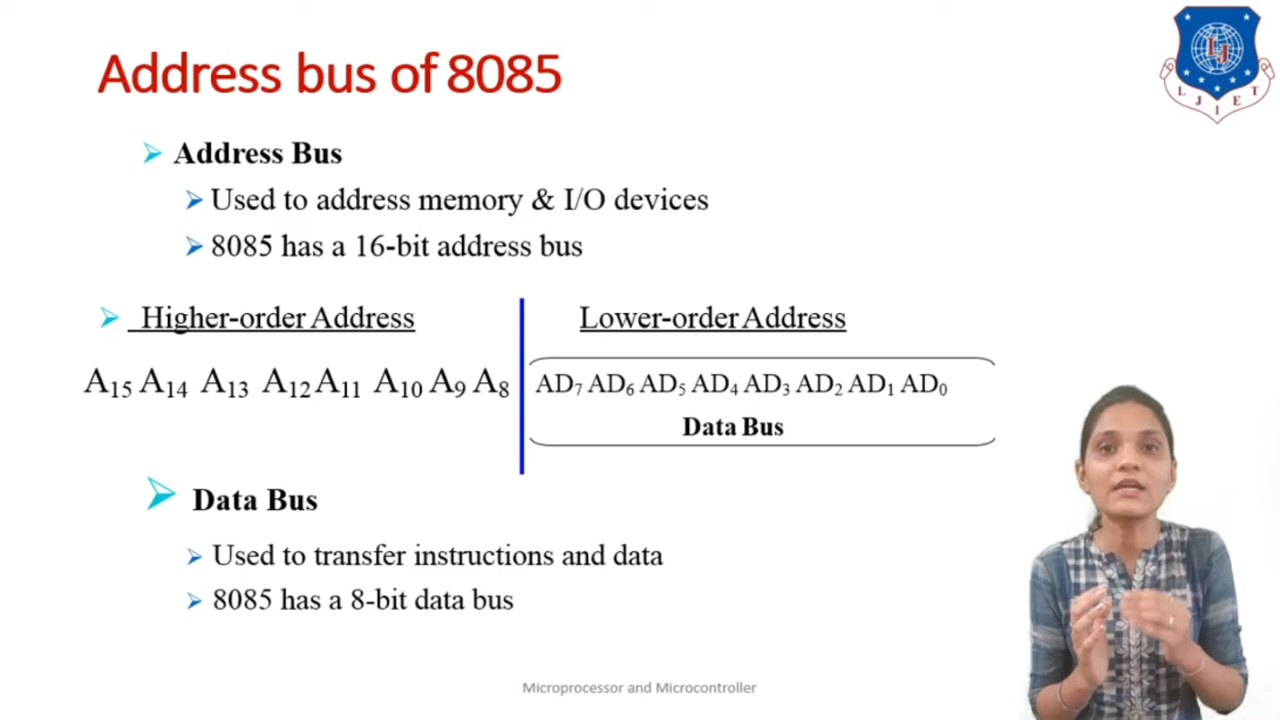 Address bus of 8085
L J I E T
Address Bus
Used to address memory & I/O devices
8085 has a 16-bit address bus
Higher-order Address
Lower-order Address
A15 A14 A13 A12 A11 A10 A9 A8
AD7 AD6 AD5 AD4 AD3 AD2 AD1 AD0
Data Bus
Data Bus
Used to transfer instructions and data
8085 has a 8-bit data bus
Microprocessor and Microcontroller